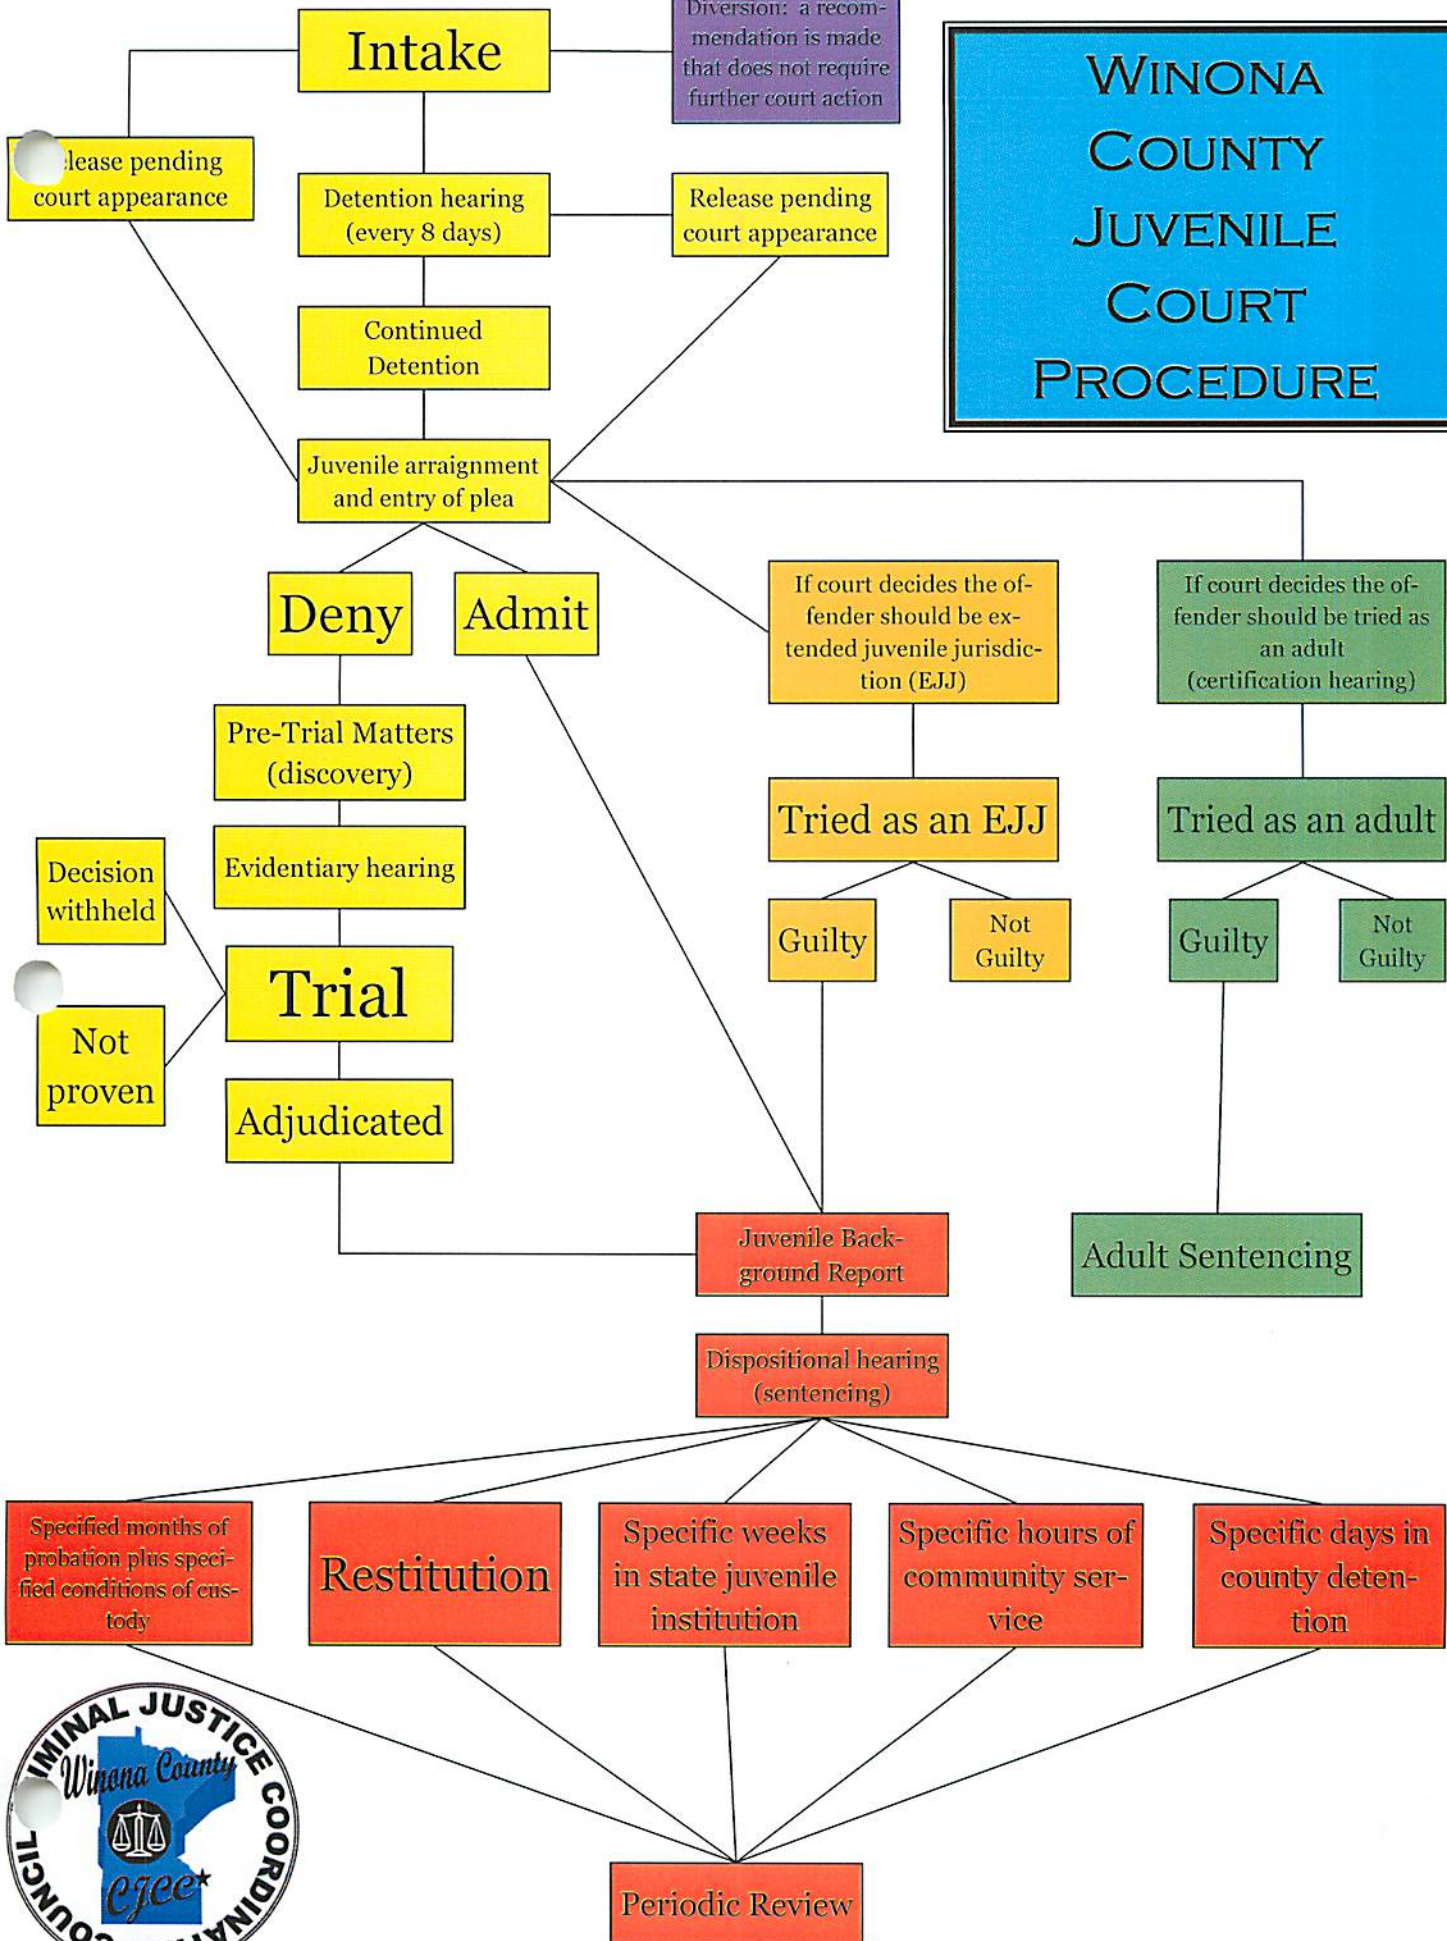 Diversion: a recom-
mendation is made
that does not require
further court action
Intake
WINONA
COUNTY
JUVENILE
COURT
PROCEDURE
lease pending
court appearance
Detention hearing
(every 8 days)
Release pending
court appearance
Continued
Detention
Juvenile arraignment
and entry of plea
Deny
Admit
If court decides the of-
fender should be ex-
tended juvenile jurisdic-
tion (EJJ)
If court decides the of-
fender should be tried as
an adult
(certification hearing)
Pre-Trial Matters
(discovery)
Tried as an EJJ
Tried as an adult
Decision
withheld
Evidentiary hearing
Guilty
Not
Guilty
Guilty
Not
Guilty
Trial
Not
proven
Adjudicated
Juvenile Back-
ground Report
Adult Sentencing
Dispositional hearing
(sentencing)
Specified months of
probation plus speci-
fied conditions of cus-
tody
Restitution
Specific weeks
in state juvenile
institution
Specific hours of
community ser-
vice
Specific days in
county deten-
tion
IMINAL JUSTICE COORDINAT
COUNCIL
Winona County
CJCC
Periodic Review